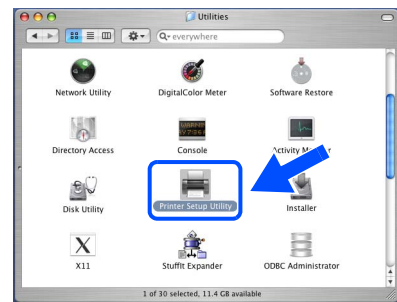 Utilities
everywhere
Network Utility
DigitalColor Meter
Software Restore
Directory Access
Console
Activity Monitor
Disk Utility
Printer Setup Utility
Installer
X11
StuffIt Expander
ODBC Administrator
1 of 30 selected, 11.4 GB available